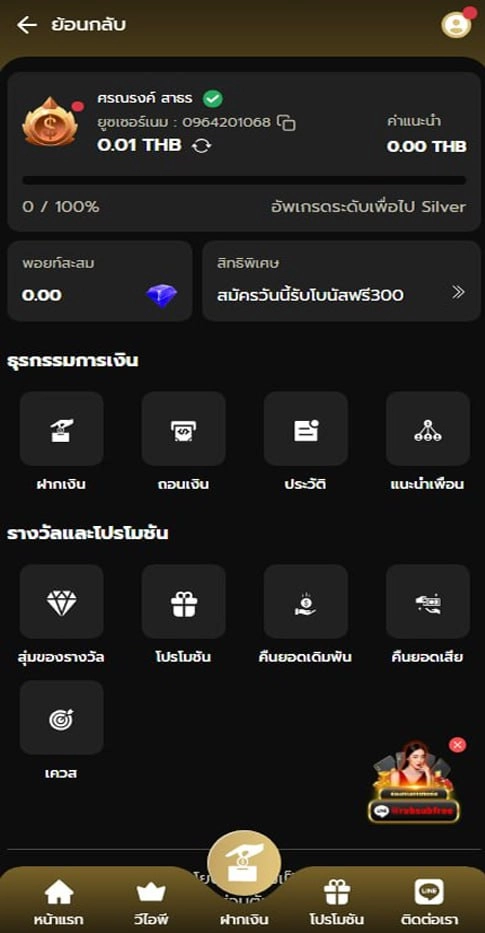 ย้อนกลับ
ศรณรงค์ สาธร
ยูซเซอร์เนม : 0964201068
0.01 THB
ค่าแนะนำ
0.00 THB
0 / 100%
อัพเกรดระดับเพื่อไป Silver
พอยท์สะสม
0.00
สิทธิพิเศษ
สมัครวันนี้รับโบนัสฟรี300
ธุรกรรมการเงิน
ฝากเงิน
ถอนเงิน
ประวัติ
แนะนำเพื่อน
รางวัลและโปรโมชัน
สุ่มของรางวัล
โปรโมชัน
คืนยอดเดิมพัน
คืนยอดเสีย
เควส
LINE
หน้าแรก
วีไอพี
ฝากเงิน
โปรโมชัน
LINE
ติดต่อเรา